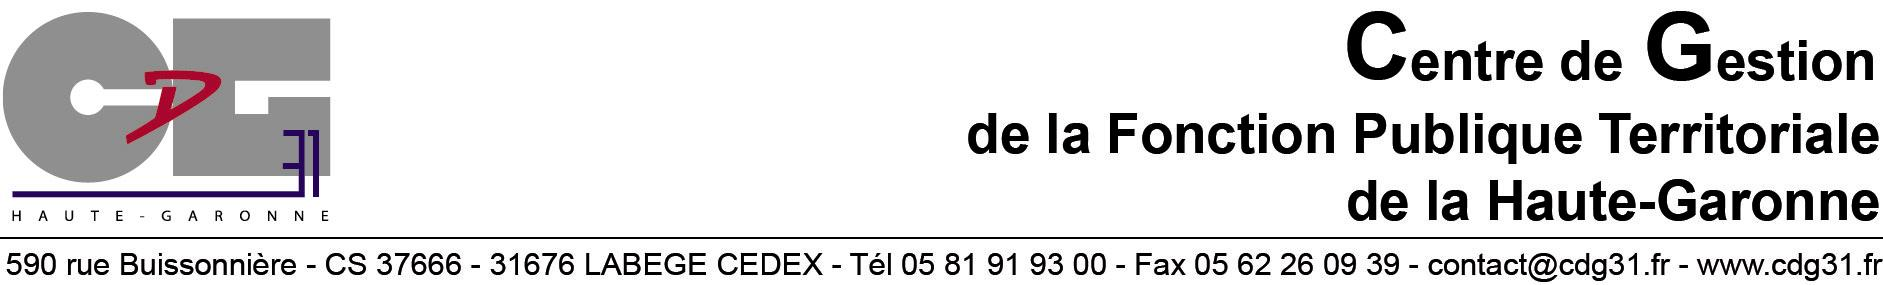 CDG
31
HAUTE-GARONNE
Centre de Gestion
de la Fonction Publique Territoriale
de la Haute-Garonne
590 rue Buissonnière - CS 37666 - 31676 LABEGE CEDEX - Tél 05 81 91 93 00 - Fax 05 62 26 09 39 - contact@cdg31.fr - www.cdg31.fr